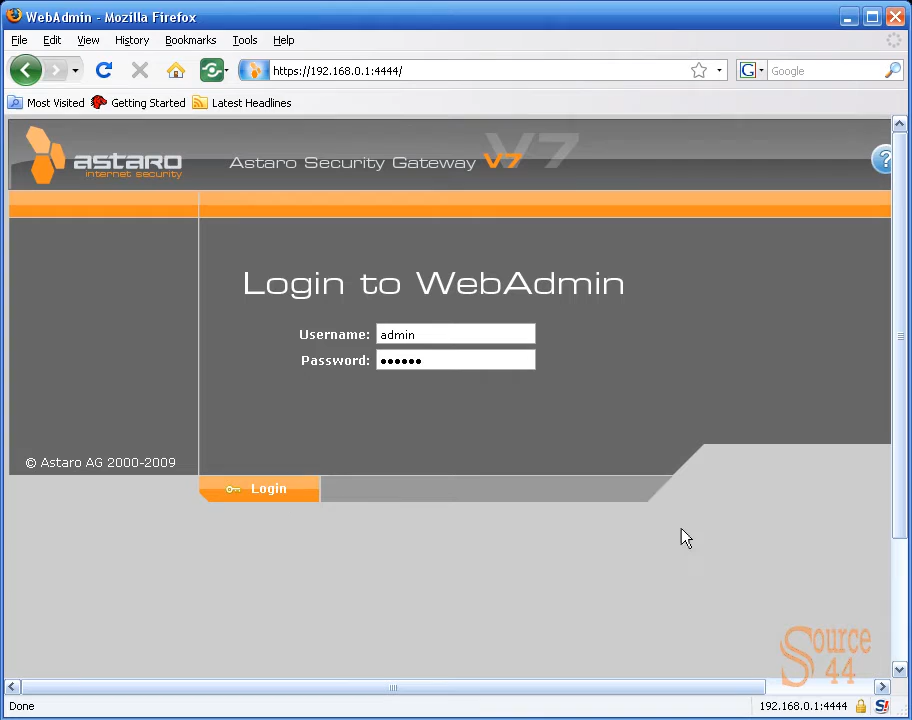 WebAdmin - Mozilla Firefox
File Edit View History Bookmarks Tools Help
https://192.168.0.1:4444/
G Google
Most Visited Getting Started Latest Headlines
astaro
internet security
Astaro Security Gateway V7 V7
?
Login to WebAdmin
Username: admin
Password: ••••••
© Astaro AG 2000-2009
Login
Source
44
Done 192.168.0.1:4444 S!